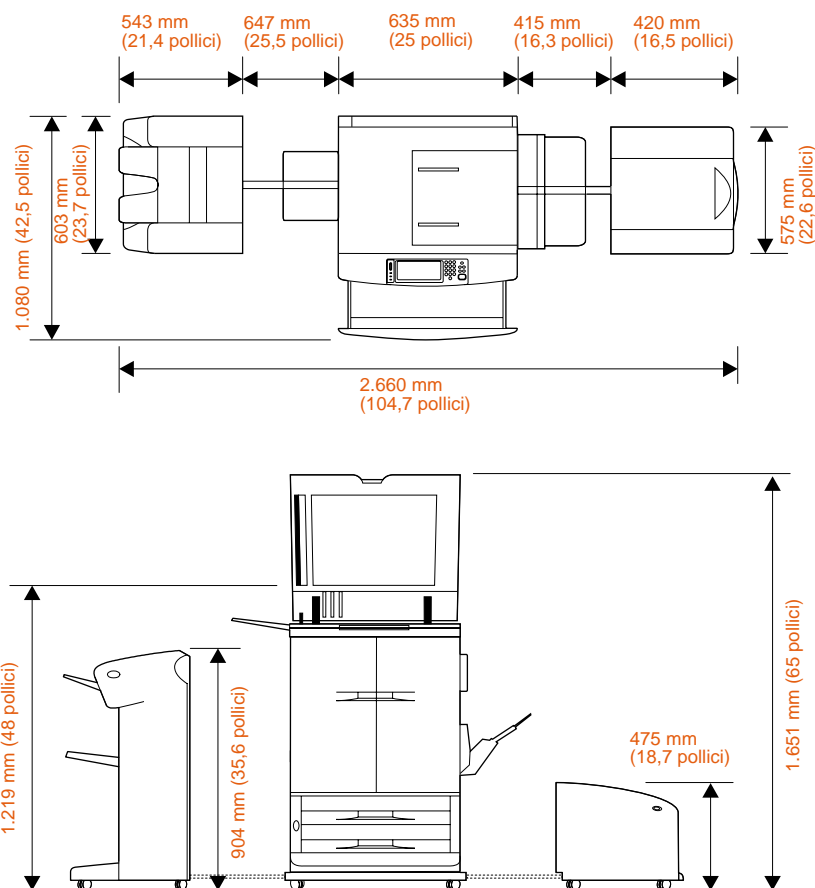 543 mm
(21,4 pollici)
647 mm
(25,5 pollici)
635 mm
(25 pollici)
415 mm
(16,3 pollici)
420 mm
(16,5 pollici)
1.080 mm (42,5 pollici)
603 mm
(23,7 pollici)
575 mm
(22,6 pollici)
2.660 mm
(104,7 pollici)
1.219 mm (48 pollici)
904 mm (35,6 pollici)
475 mm
(18,7 pollici)
1.651 mm (65 pollici)